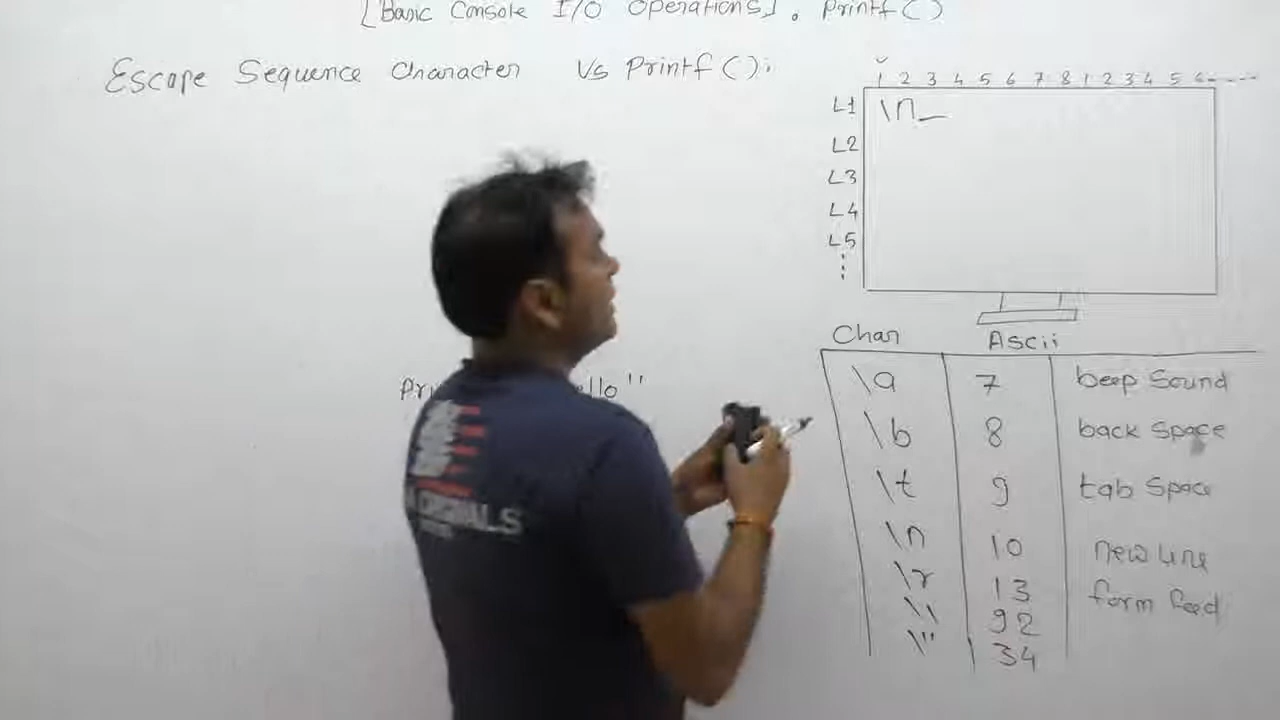 [Basic Console I/O Operations]. Printf()
Escape Sequence Character Vs Printf():
1 2 3 4 5 6 7 8 1 2 3 4 5 6
L1 \n_
L2
L3
L4
L5
Char Ascii
\a 7 beep Sound
\b 8 back Space
\t 9 tab Space
\n 10 new line
\r 13 form feed
\\ 92
\" 34